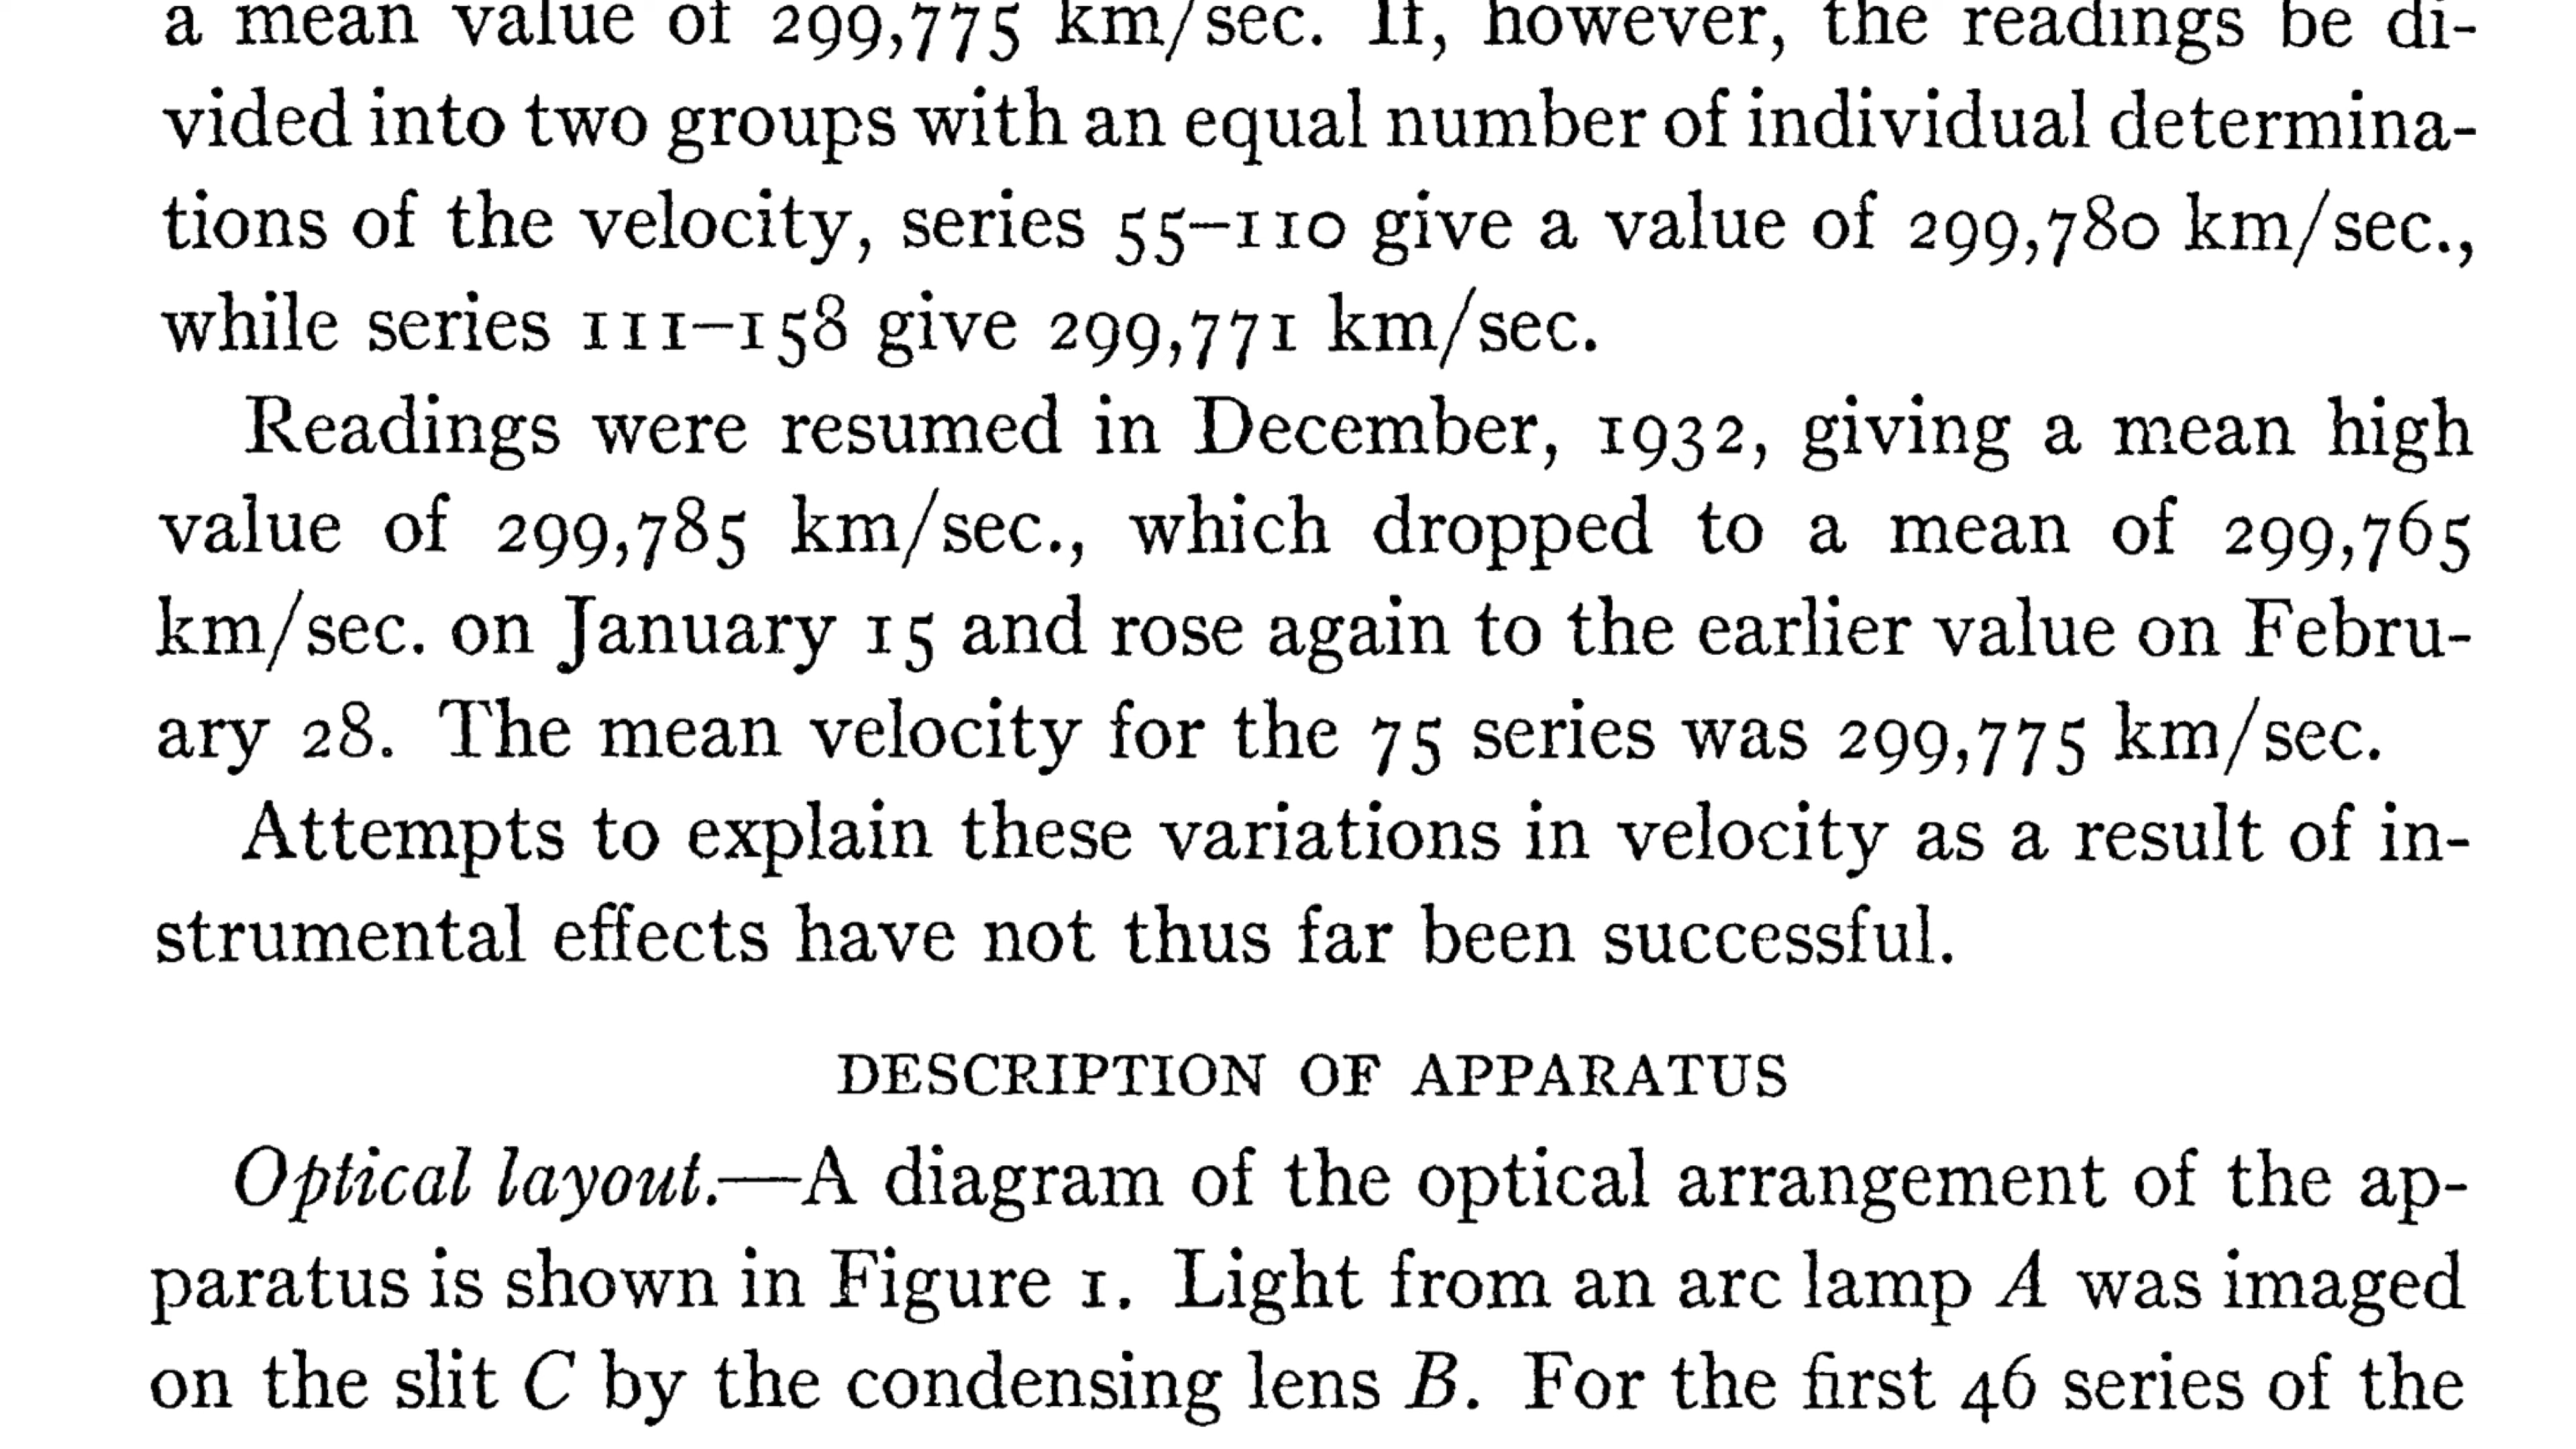 a mean value of 299,775 km/sec. If, however, the readings be di-
vided into two groups with an equal number of individual determina-
tions of the velocity, series 55–110 give a value of 299,780 km/sec.,
while series 111–158 give 299,771 km/sec.
Readings were resumed in December, 1932, giving a mean high
value of 299,785 km/sec., which dropped to a mean of 299,765
km/sec. on January 15 and rose again to the earlier value on Febru-
ary 28. The mean velocity for the 75 series was 299,775 km/sec.
Attempts to explain these variations in velocity as a result of in-
strumental effects have not thus far been successful.
DESCRIPTION OF APPARATUS
Optical layout.—A diagram of the optical arrangement of the ap-
paratus is shown in Figure 1. Light from an arc lamp A was imaged
on the slit C by the condensing lens B. For the first 46 series of the